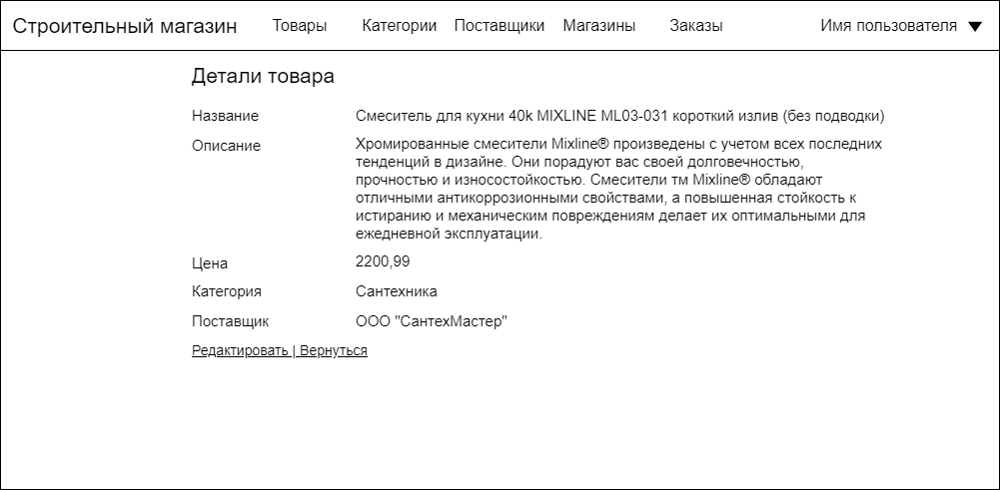 Строительный магазин Товары Категории Поставщики Магазины Заказы Имя пользователя
Детали товара
Название Смеситель для кухни 40k MIXLINE ML03-031 короткий излив (без подводки)
Описание Хромированные смесители Mixline® произведены с учетом всех последних
тенденций в дизайне. Они порадуют вас своей долговечностью,
прочностью и износостойкостью. Смесители тм Mixline® обладают
отличными антикоррозионными свойствами, а повышенная стойкость к
истиранию и механическим повреждениям делает их оптимальными для
ежедневной эксплуатации.
Цена 2200,99
Категория Сантехника
Поставщик ООО "СантехМастер"
Редактировать | Вернуться